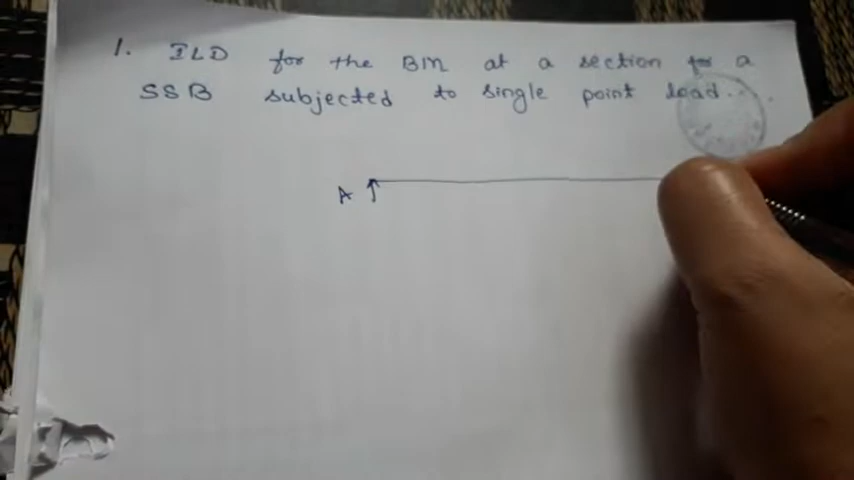 1. ILD for the BM at a section for a
SSB subjected to single point load.
A